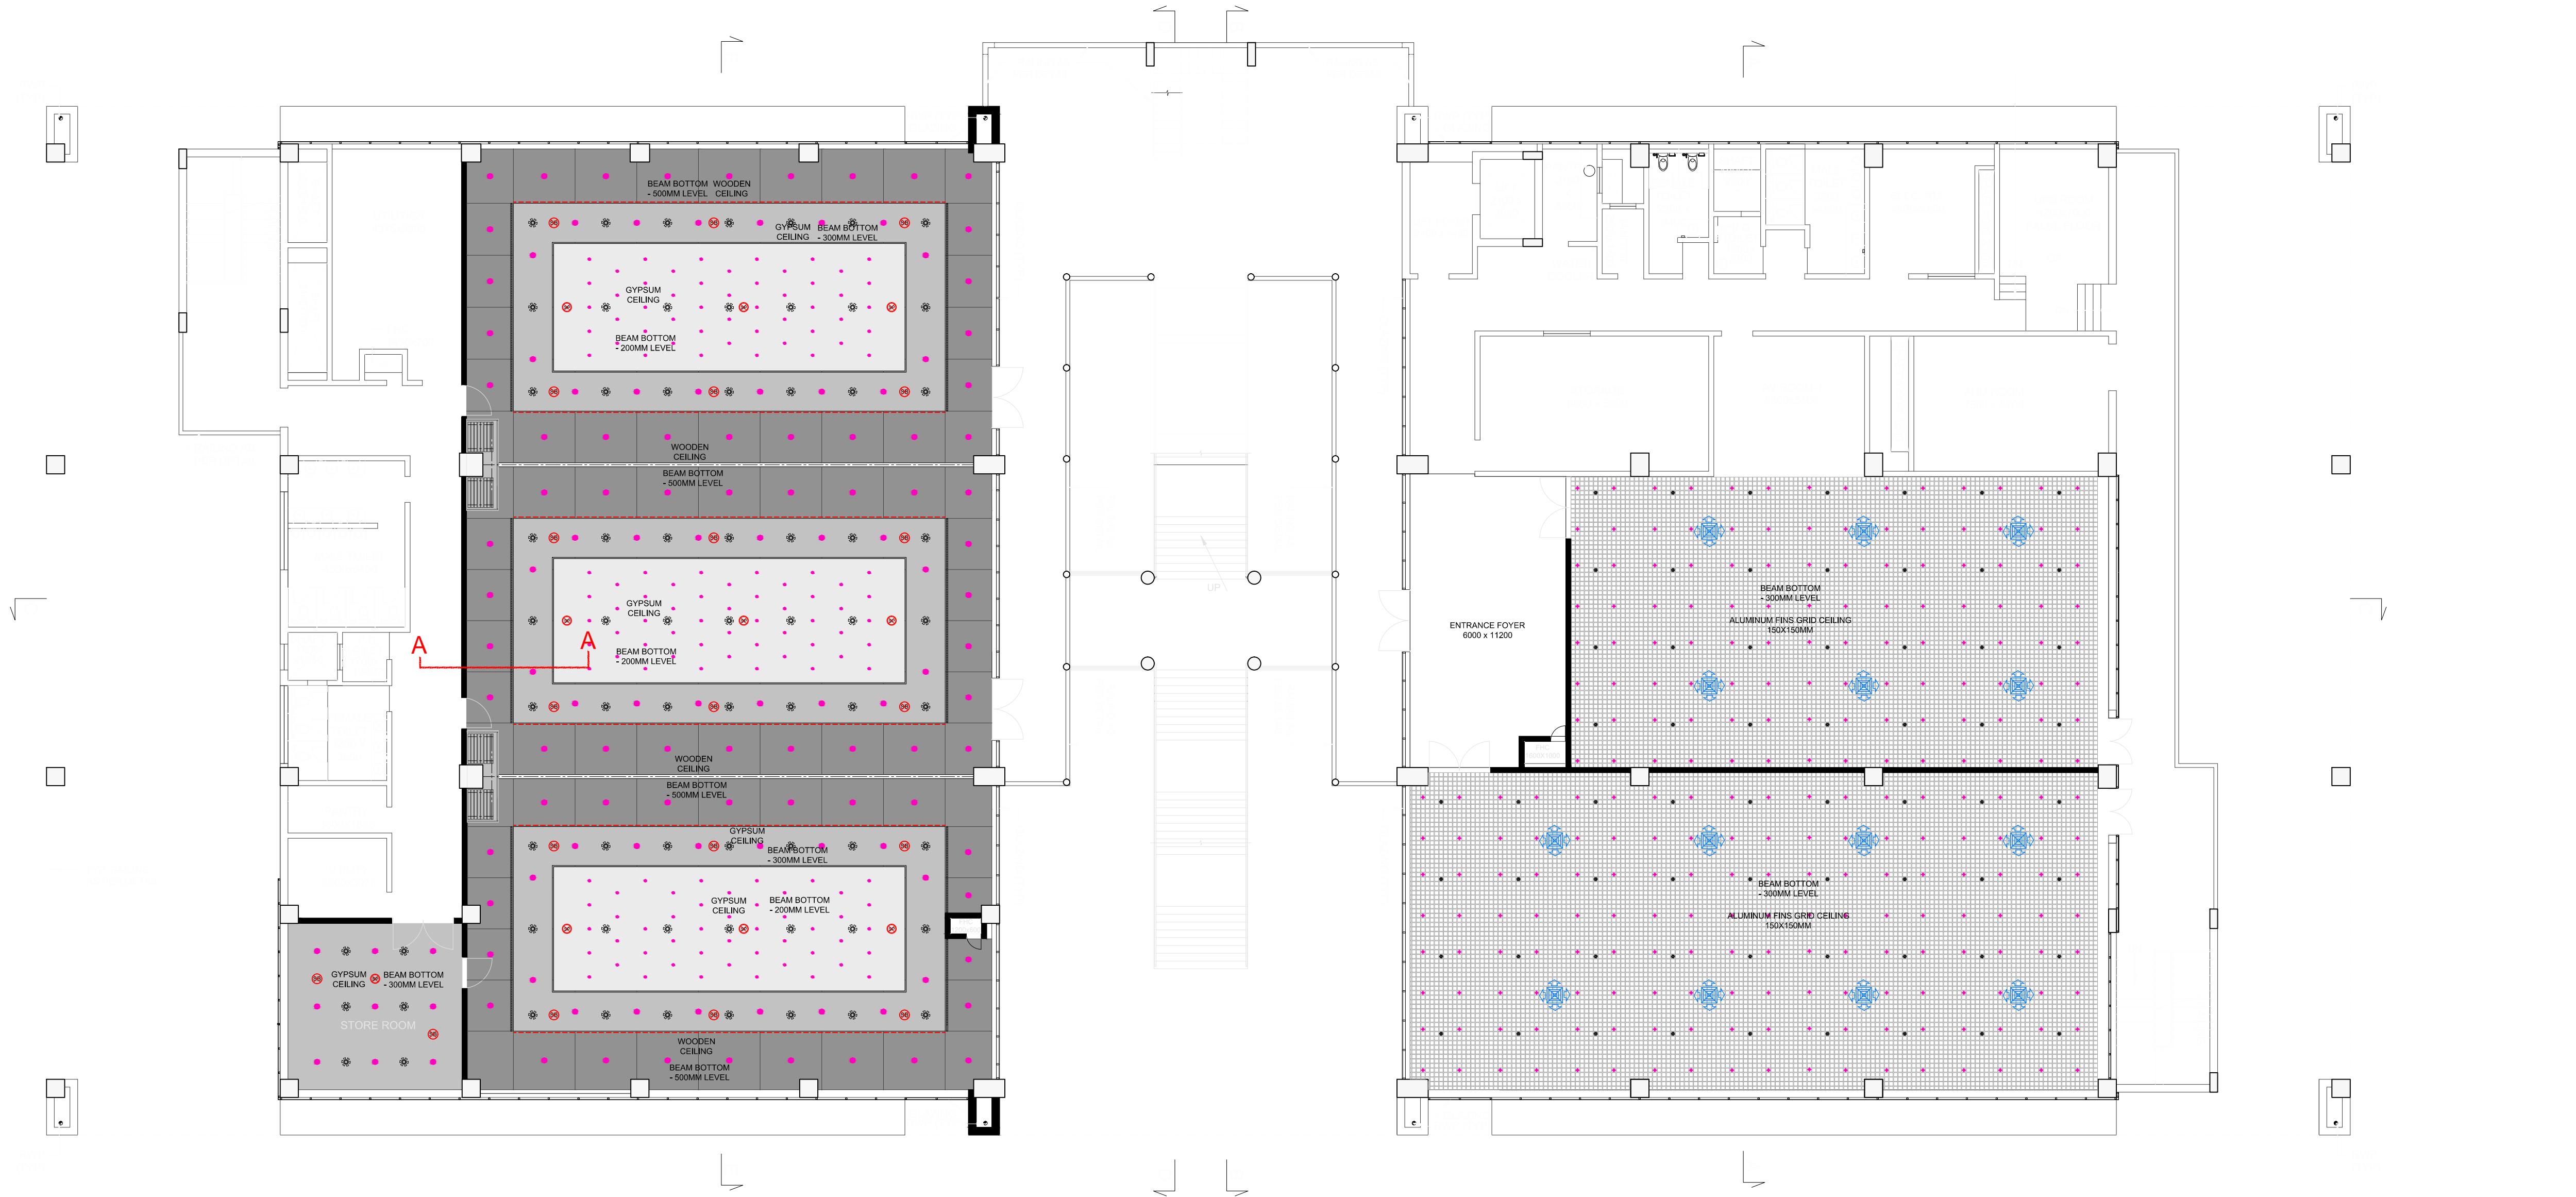 BEAM BOTTOM
- 500MM LEVEL
WOODEN
CEILING
GYPSUM
CEILING
BEAM BOTTOM
- 300MM LEVEL
GYPSUM
CEILING
BEAM BOTTOM
- 200MM LEVEL
WOODEN
CEILING
BEAM BOTTOM
- 500MM LEVEL
GYPSUM
CEILING
BEAM BOTTOM
- 200MM LEVEL
A
A
WOODEN
CEILING
BEAM BOTTOM
- 500MM LEVEL
GYPSUM
CEILING
BEAM BOTTOM
- 300MM LEVEL
GYPSUM
CEILING
BEAM BOTTOM
- 200MM LEVEL
GYPSUM
CEILING
BEAM BOTTOM
- 300MM LEVEL
STORE ROOM
WOODEN
CEILING
BEAM BOTTOM
- 500MM LEVEL
UP
ENTRANCE FOYER
6000 x 11200
FHC
BEAM BOTTOM
- 300MM LEVEL
ALUMINUM FINS GRID CEILING
150X150MM
BEAM BOTTOM
- 300MM LEVEL
ALUMINUM FINS GRID CEILING
150X150MM